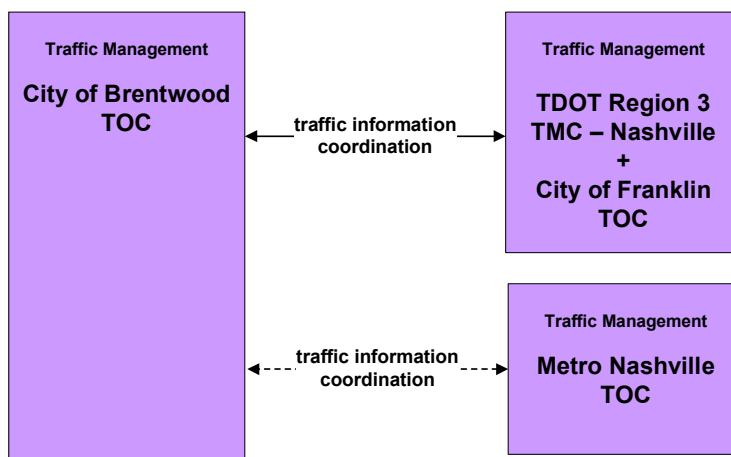 Traffic Management
City of Brentwood
TOC
traffic information
coordination
Traffic Management
TDOT Region 3
TMC – Nashville
+
City of Franklin
TOC
traffic information
coordination
Traffic Management
Metro Nashville
TOC